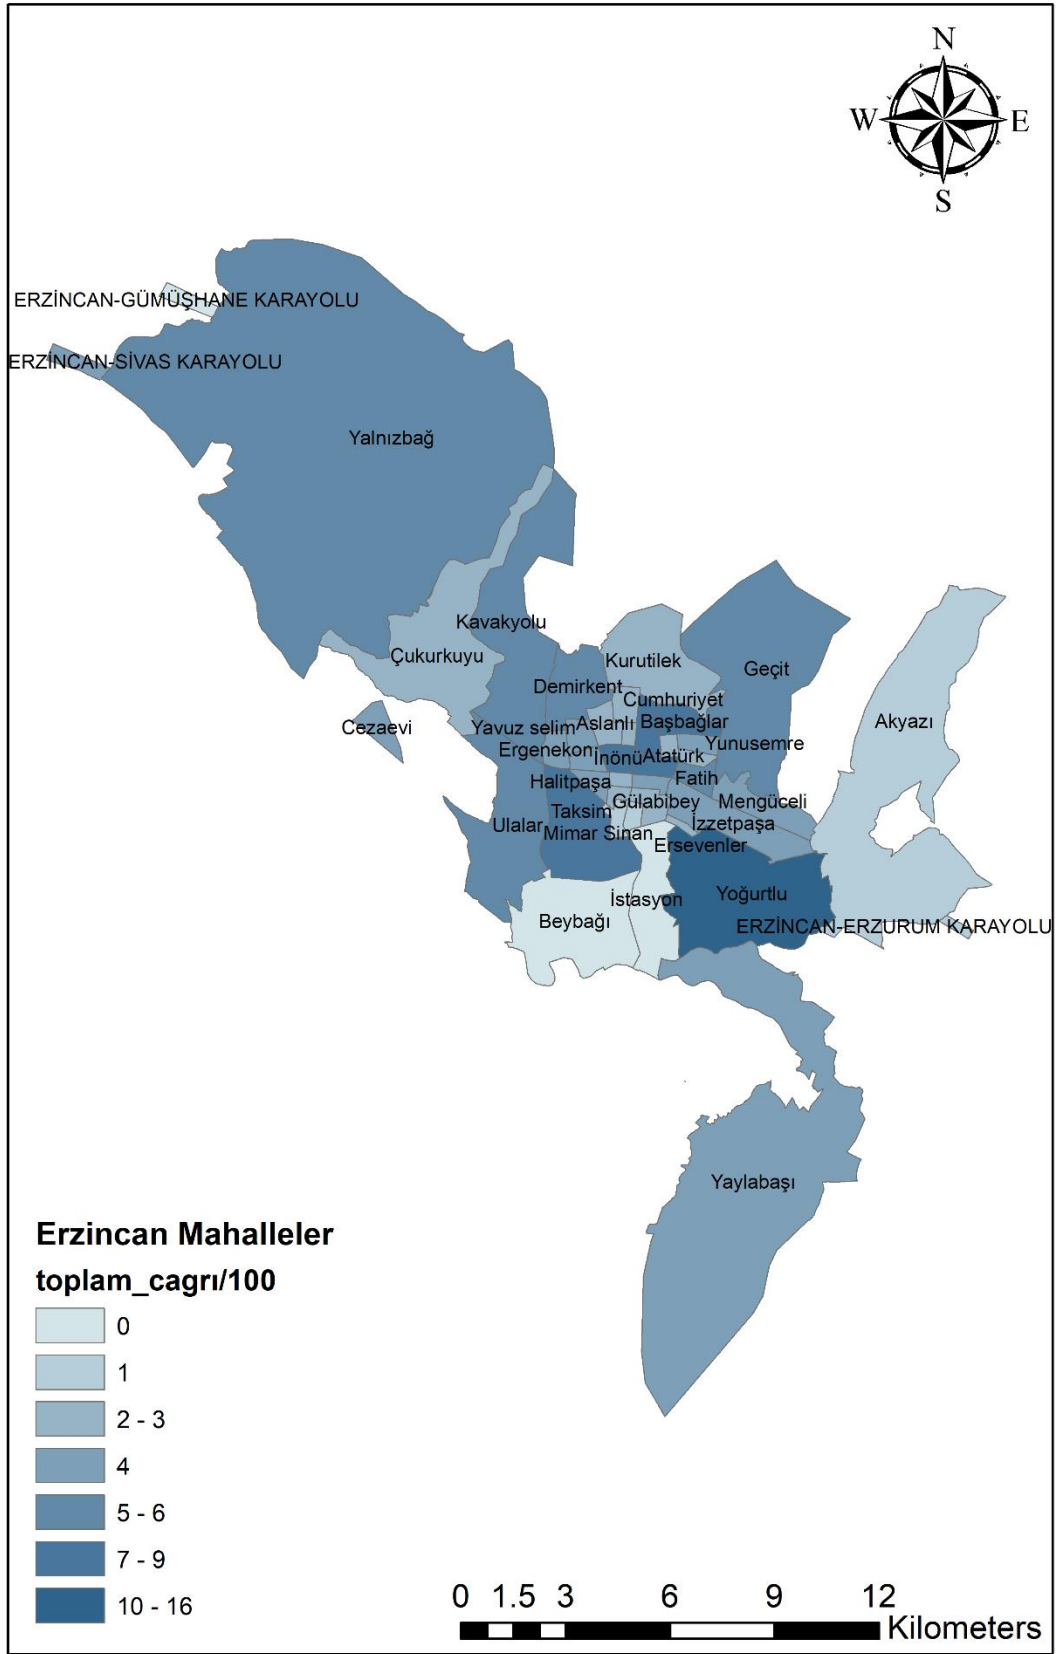 N
W
E
S
ERZİNCAN-GÜMÜŞHANE KARAYOLU
ERZİNCAN-SİVAS KARAYOLU
Yalnızbağ
Kavakyolu
Çukurkuyu
Kurutilek
Geçit
Demirkent
Cumhuriyet
Cezaevi
Yavuz selim
Aslanlı
Başbağlar
Akyazı
Ergenekon
İnönü
Atatürk
Yunusemre
Halitpaşa
Fatih
Ulalar
Taksim
Gülabibey
Mengüceli
Mimar Sinan
İzzetpaşa
Ersevenler
Beybağı
İstasyon
Yoğurtlu
ERZİNCAN-ERZURUM KARAYOLU
Yaylabaşı
Erzincan Mahalleler
toplam_cagrı/100
0
1
2 - 3
4
5 - 6
7 - 9
10 - 16
0 1.5 3 6 9 12
Kilometers